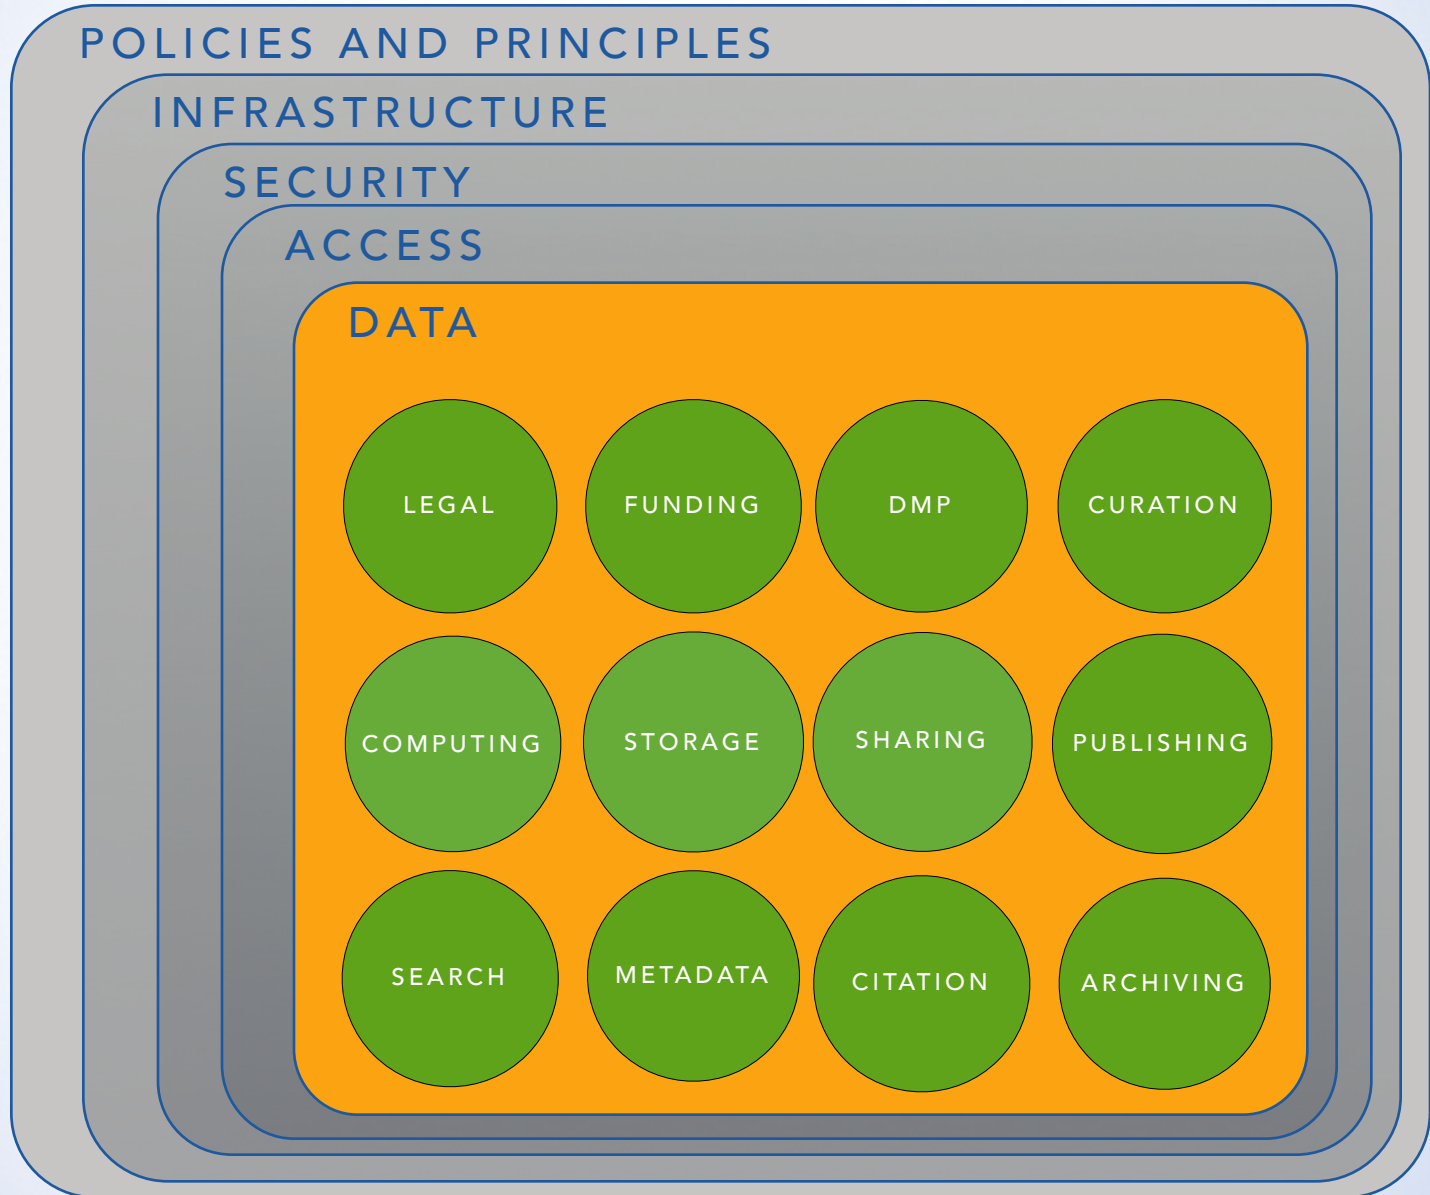 POLICIES AND PRINCIPLES
INFRASTRUCTURE
SECURITY
ACCESS
DATA
LEGAL
FUNDING
DMP
CURATION
COMPUTING
STORAGE
SHARING
PUBLISHING
SEARCH
METADATA
CITATION
ARCHIVING